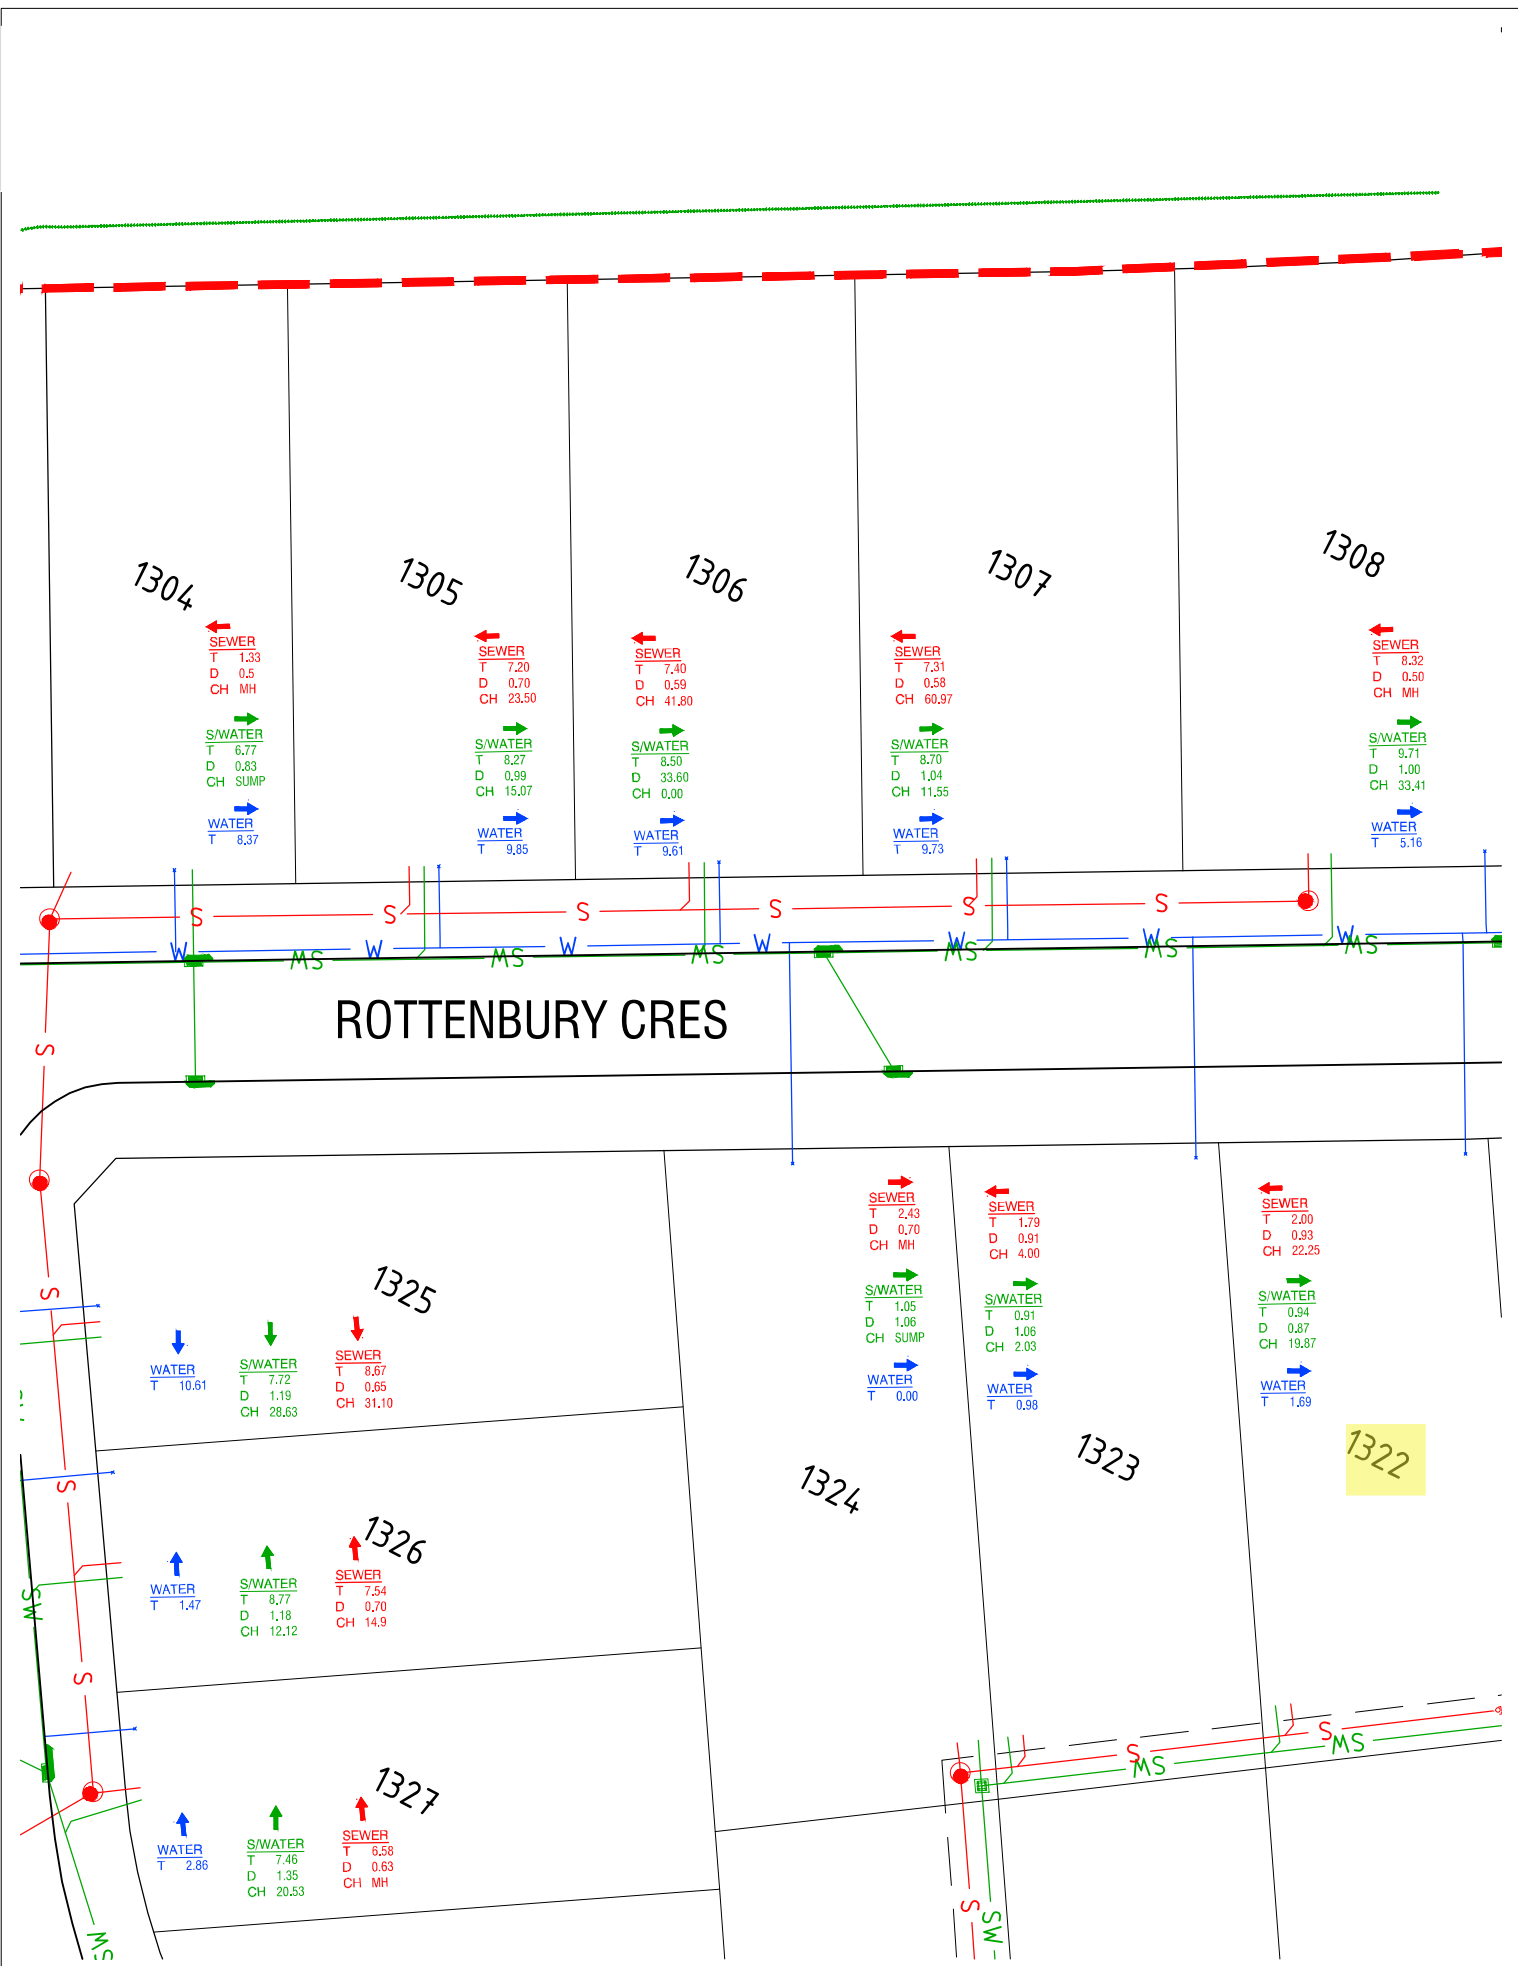 1304
SEWER
T 1.33
D 0.5
CH MH
S/WATER
T 6.77
D 0.83
CH SUMP
WATER
T 8.37
1305
SEWER
T 7.20
D 0.70
CH 23.50
S/WATER
T 8.27
D 0.99
CH 15.07
WATER
T 9.85
1306
SEWER
T 7.40
D 0.59
CH 41.80
S/WATER
T 8.50
D 33.60
CH 0.00
WATER
T 9.61
1307
SEWER
T 7.31
D 0.58
CH 60.97
S/WATER
T 8.70
D 1.04
CH 11.55
WATER
T 9.73
1308
SEWER
T 8.32
D 0.50
CH MH
S/WATER
T 9.71
D 1.00
CH 33.41
WATER
T 5.16
S S S S S S
W W W W W W W
SW SW SW SW SW SW
ROTTENBURY CRES
S
S
S
S
SW
SW
1325
WATER
T 10.61
S/WATER
T 7.72
D 1.19
CH 28.63
SEWER
T 8.67
D 0.65
CH 31.10
1326
WATER
T 1.47
S/WATER
T 8.77
D 1.18
CH 12.12
SEWER
T 7.54
D 0.70
CH 14.9
1327
WATER
T 2.86
S/WATER
T 7.46
D 1.35
CH 20.53
SEWER
T 6.58
D 0.63
CH MH
SEWER
T 2.43
D 0.70
CH MH
S/WATER
T 1.05
D 1.06
CH SUMP
WATER
T 0.00
1324
SEWER
T 1.79
D 0.91
CH 4.00
S/WATER
T 0.91
D 1.06
CH 2.03
WATER
T 0.98
1323
SEWER
T 2.00
D 0.93
CH 22.25
S/WATER
T 0.94
D 0.87
CH 19.87
WATER
T 1.69
1322
S S
SW SW
S
SW